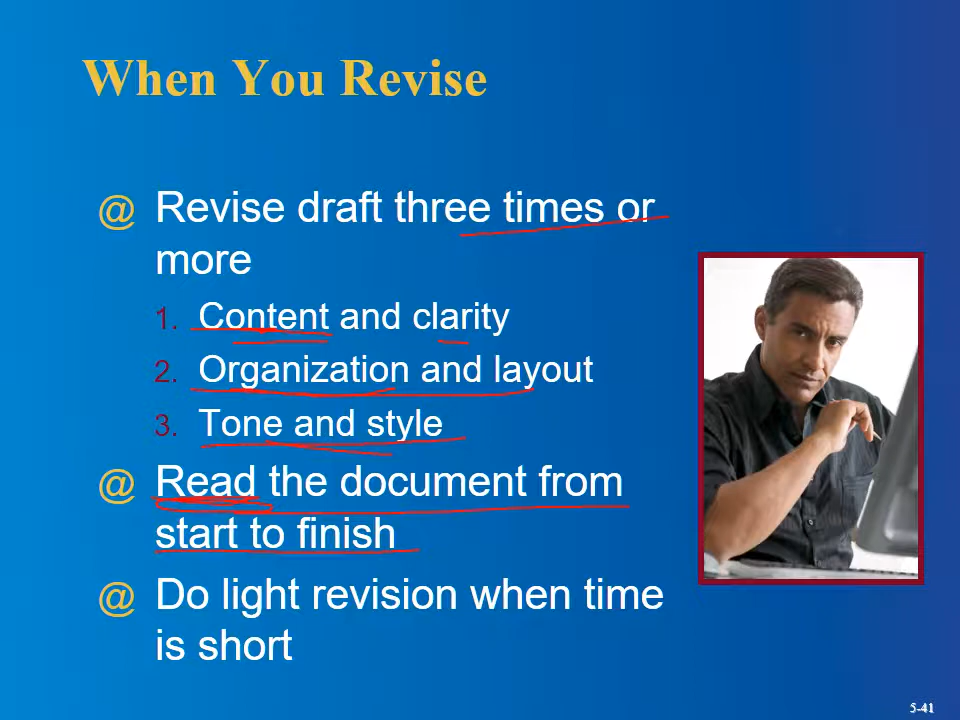 When You Revise
@ Revise draft three times or
more
1. Content and clarity
2. Organization and layout
3. Tone and style
@ Read the document from
start to finish
@ Do light revision when time
is short
5-41